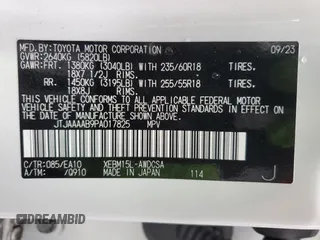 MFD.BY:TOYOTA MOTOR CORPORATION 09/23
GVWR:2640KG (5820LB)
GAWR:FRT. 1380KG (3040LB) WITH 235/60R18 TIRES,
18X7 1/2J RIMS,
RR. 1450KG (3195LB) WITH 255/55R18 TIRES,
18X8J RIMS,
THIS VEHICLE CONFORMS TO ALL APPLICABLE FEDERAL MOTOR
VEHICLE SAFETY AND THEFT PREVENTION STANDARDS IN EFFECT
ON THE DATE OF MANUFACTURE SHOWN ABOVE.
JTJAAAAB9PA017825 MPV
C/TR:085/EA10 XEBM15L-AWDCSA
A/TM: /Q910 MADE IN JAPAN 114 J
DREAMBID